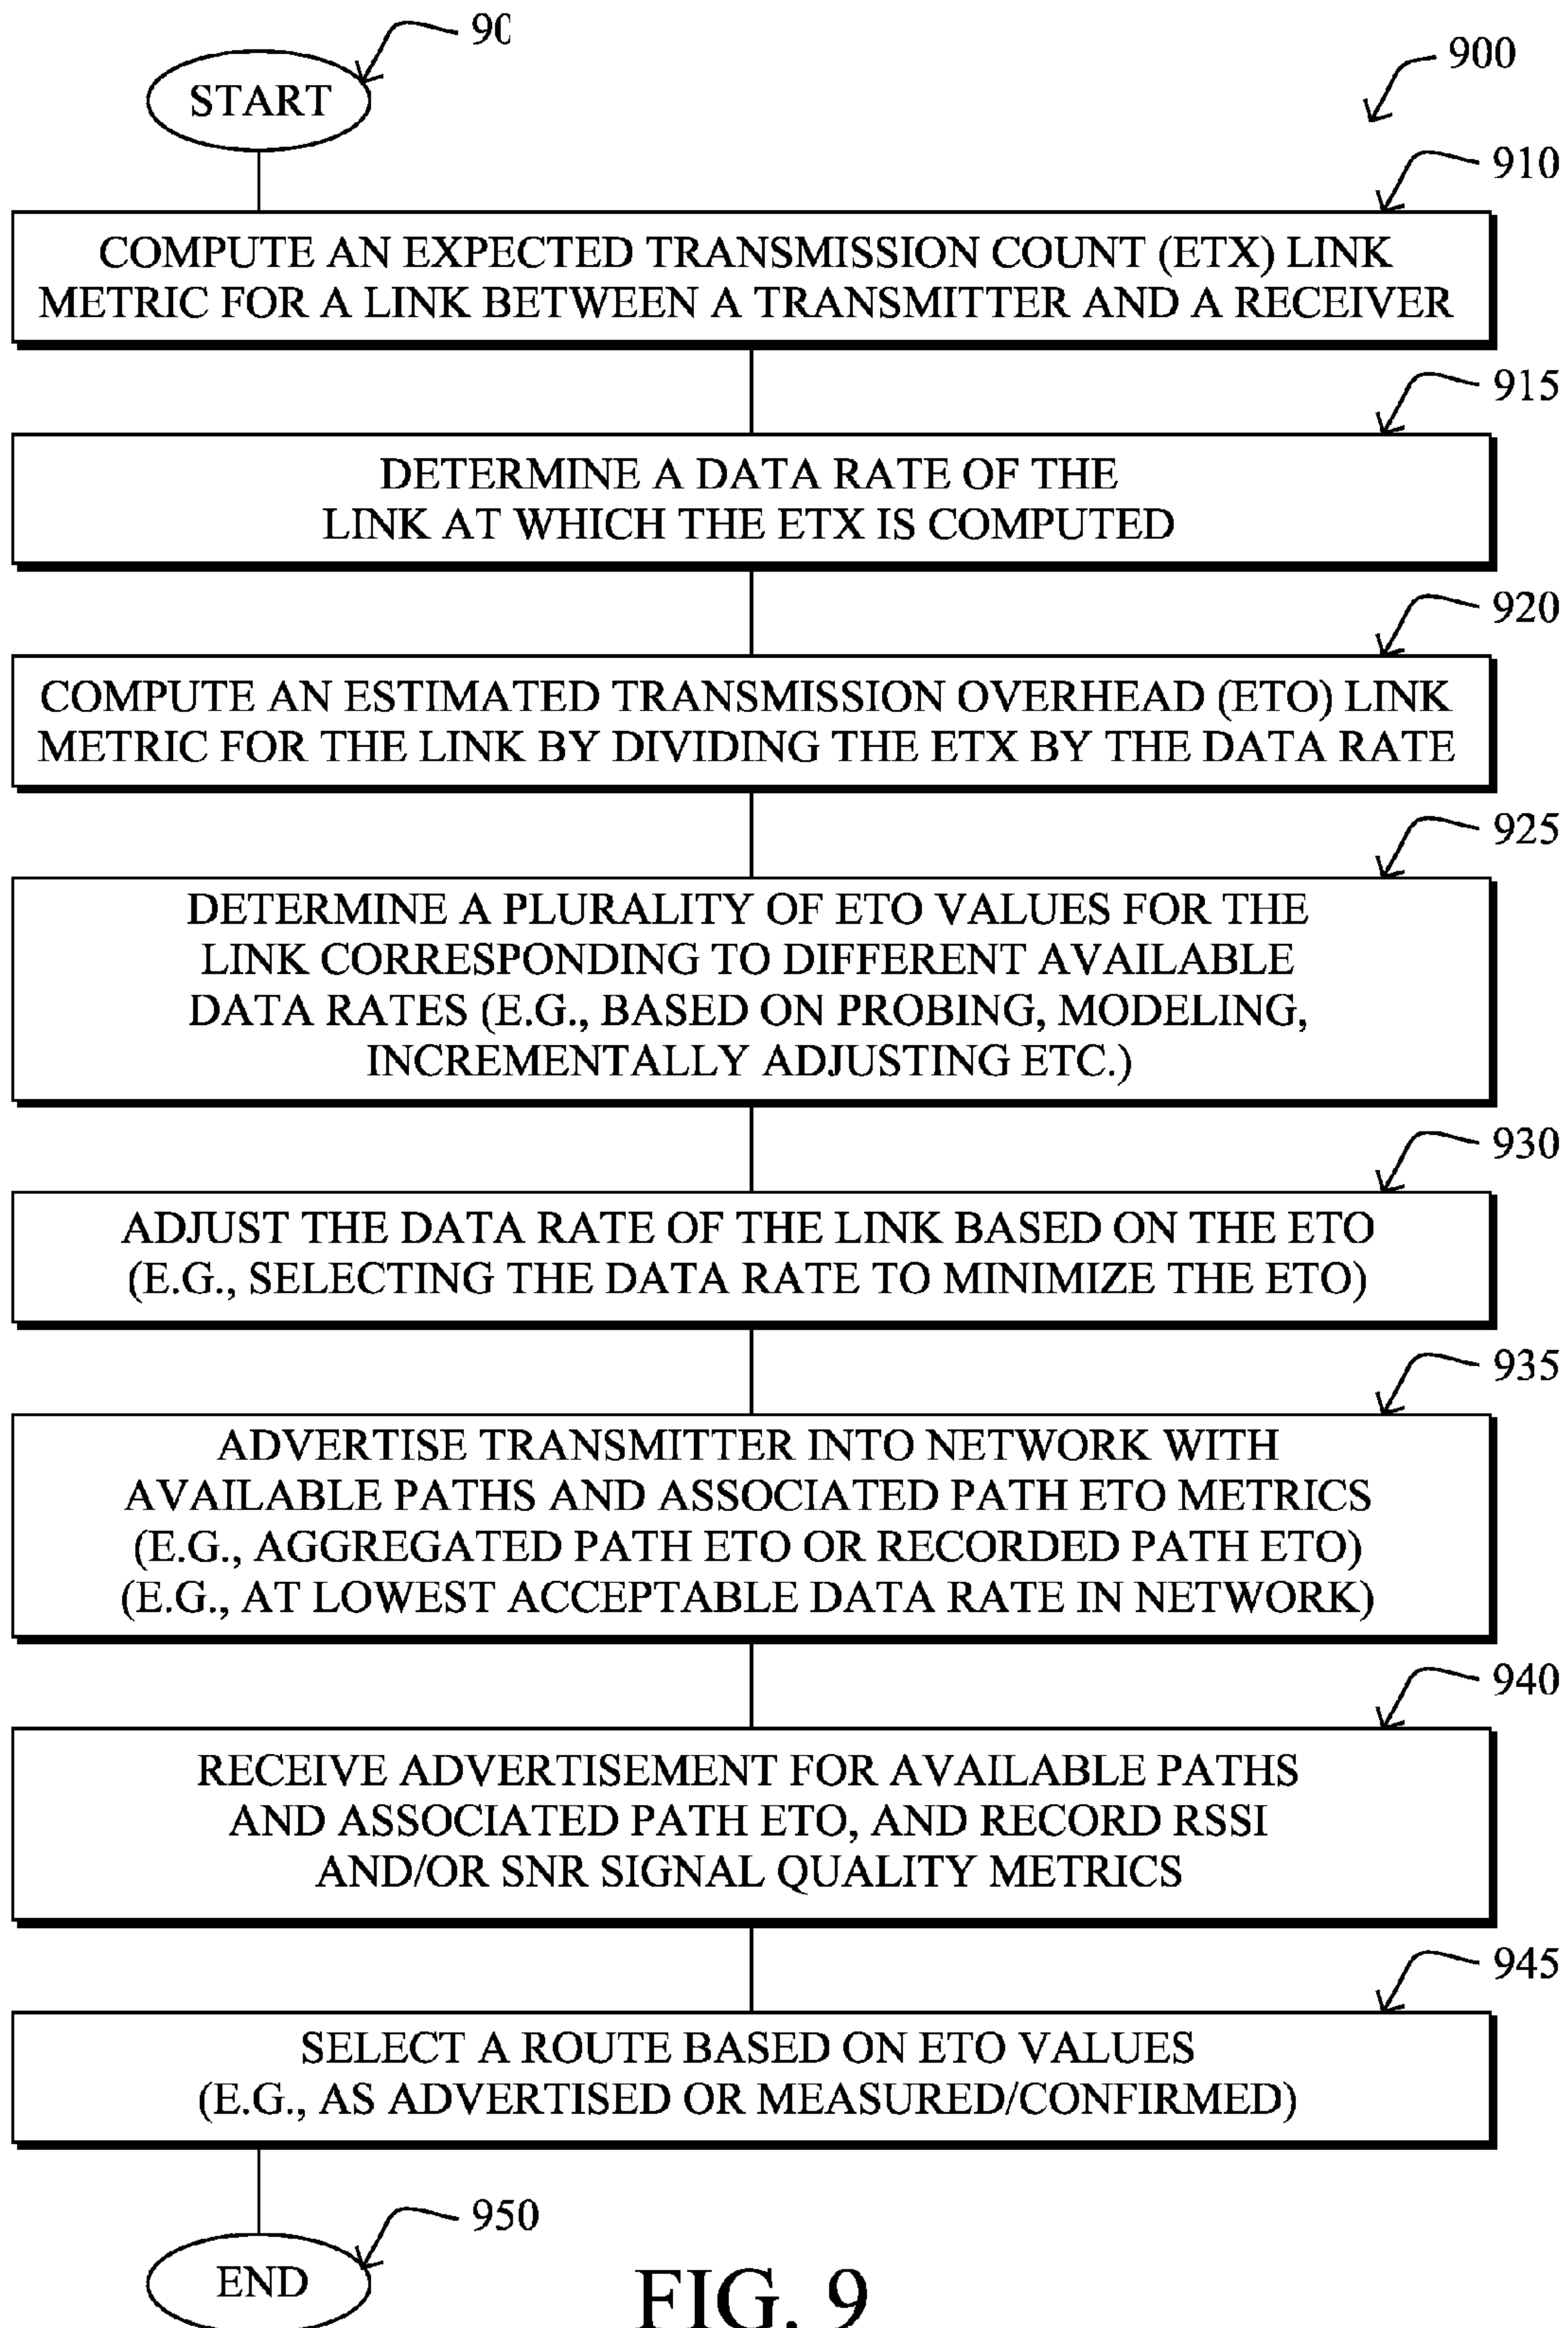 90
START
900
910
COMPUTE AN EXPECTED TRANSMISSION COUNT (ETX) LINK
METRIC FOR A LINK BETWEEN A TRANSMITTER AND A RECEIVER
915
DETERMINE A DATA RATE OF THE
LINK AT WHICH THE ETX IS COMPUTED
920
COMPUTE AN ESTIMATED TRANSMISSION OVERHEAD (ETO) LINK
METRIC FOR THE LINK BY DIVIDING THE ETX BY THE DATA RATE
925
DETERMINE A PLURALITY OF ETO VALUES FOR THE
LINK CORRESPONDING TO DIFFERENT AVAILABLE
DATA RATES (E.G., BASED ON PROBING, MODELING,
INCREMENTALLY ADJUSTING ETC.)
930
ADJUST THE DATA RATE OF THE LINK BASED ON THE ETO
(E.G., SELECTING THE DATA RATE TO MINIMIZE THE ETO)
935
ADVERTISE TRANSMITTER INTO NETWORK WITH
AVAILABLE PATHS AND ASSOCIATED PATH ETO METRICS
(E.G., AGGREGATED PATH ETO OR RECORDED PATH ETO)
(E.G., AT LOWEST ACCEPTABLE DATA RATE IN NETWORK)
940
RECEIVE ADVERTISEMENT FOR AVAILABLE PATHS
AND ASSOCIATED PATH ETO, AND RECORD RSSI
AND/OR SNR SIGNAL QUALITY METRICS
945
SELECT A ROUTE BASED ON ETO VALUES
(E.G., AS ADVERTISED OR MEASURED/CONFIRMED)
950
END
FIG. 9